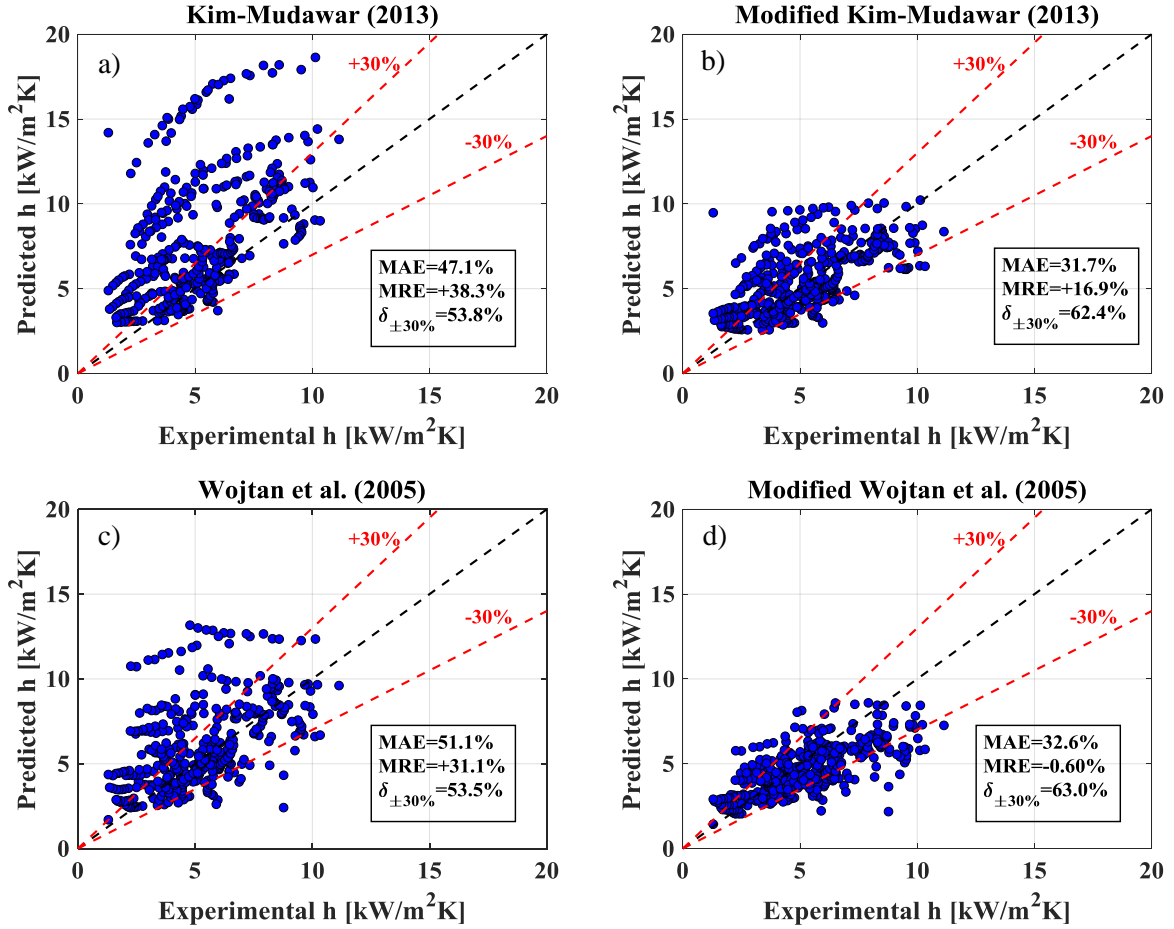 Kim-Mudawar (2013)
a)
+30%
-30%
MAE=47.1%
MRE=+38.3%
δ±30%=53.8%
20
15
10
5
0
0 5 10 15 20
Predicted h [kW/m²K]
Experimental h [kW/m²K]
Modified Kim-Mudawar (2013)
b)
+30%
-30%
MAE=31.7%
MRE=+16.9%
δ±30%=62.4%
20
15
10
5
0
0 5 10 15 20
Predicted h [kW/m²K]
Experimental h [kW/m²K]
Wojtan et al. (2005)
c)
+30%
-30%
MAE=51.1%
MRE=+31.1%
δ±30%=53.5%
20
15
10
5
0
0 5 10 15 20
Predicted h [kW/m²K]
Experimental h [kW/m²K]
Modified Wojtan et al. (2005)
d)
+30%
-30%
MAE=32.6%
MRE=-0.60%
δ±30%=63.0%
20
15
10
5
0
0 5 10 15 20
Predicted h [kW/m²K]
Experimental h [kW/m²K]